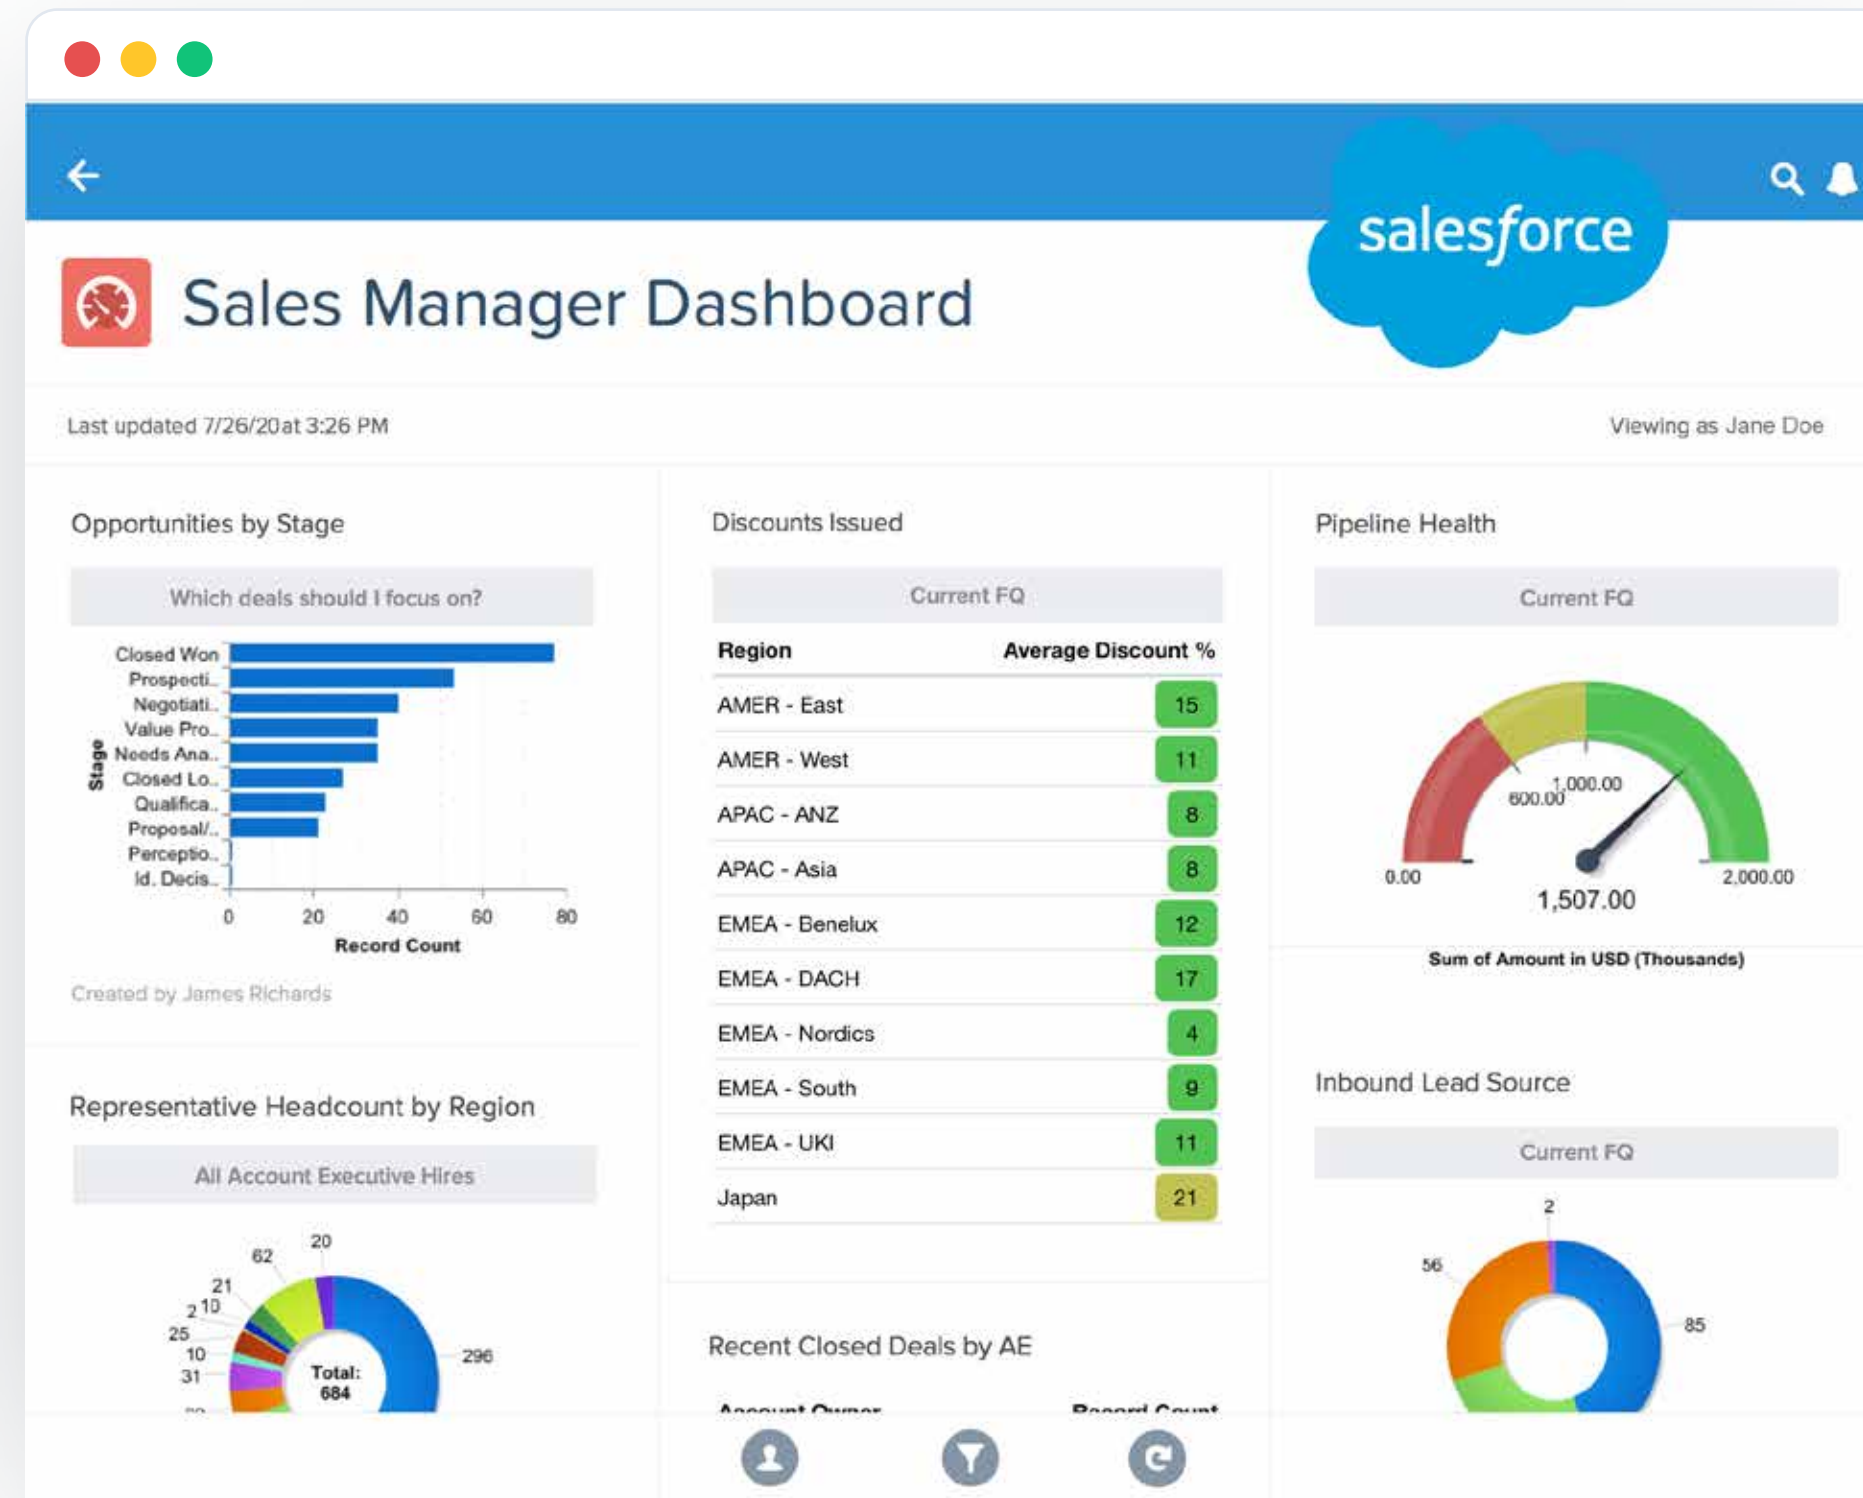 salesforce
Sales Manager Dashboard
Last updated 7/26/20at 3:26 PM
Viewing as Jane Doe
Opportunities by Stage
Which deals should I focus on?
Stage
Closed Won
Prospecti..
Negotiati..
Value Pro..
Needs Ana..
Closed Lo..
Qualifica..
Proposal/..
Perceptio..
Id. Decis..
0 20 40 60 80
Record Count
Created by James Richards
Representative Headcount by Region
All Account Executive Hires
20
62
21
10
2
25
10
31
296
Total:
684
Discounts Issued
Current FQ
Region Average Discount %
AMER - East 15
AMER - West 11
APAC - ANZ 8
APAC - Asia 8
EMEA - Benelux 12
EMEA - DACH 17
EMEA - Nordics 4
EMEA - South 9
EMEA - UKI 11
Japan 21
Recent Closed Deals by AE
Account Owner Record Count
Pipeline Health
Current FQ
1,000.00
600.00
0.00
2,000.00
1,507.00
Sum of Amount in USD (Thousands)
Inbound Lead Source
Current FQ
2
56
85